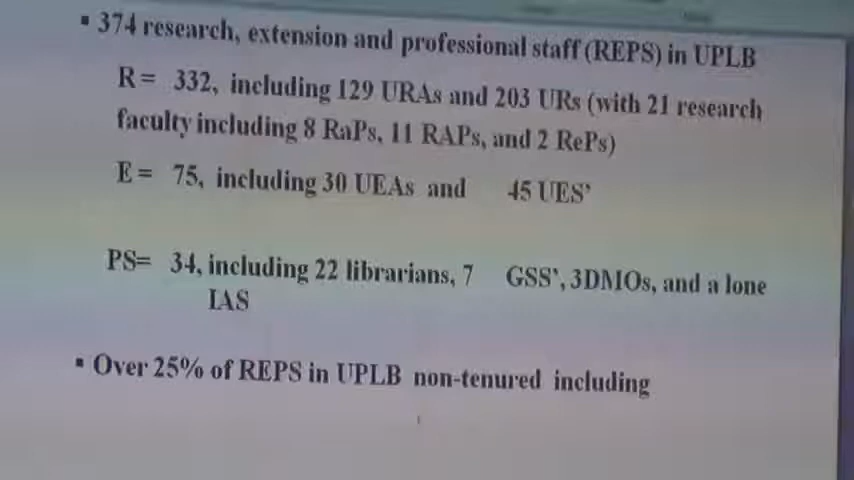 ▪ 374 research, extension and professional staff (REPS) in UPLB
R= 332, including 129 URAs and 203 URs (with 21 research
faculty including 8 RaPs, 11 RAPs, and 2 RePs)
E= 75, including 30 UEAs and 45 UES’
PS= 34, including 22 librarians, 7 GSS’, 3DMOs, and a lone
IAS
▪ Over 25% of REPS in UPLB non-tenured including